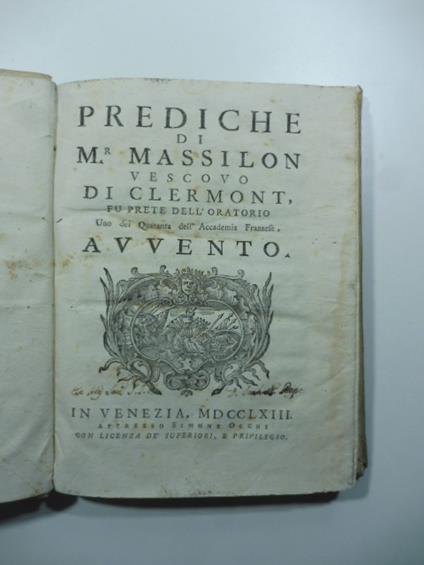 PREDICHE
DI
M.R MASSILON
VESCOVO
DI CLERMONT,
FU PRETE DELL'ORATORIO
Uno dei Quaranta dell' Accademia Franzese.
AVVENTO.
IN VENEZIA, MDCCLXIII.
APPRESSO SIMONE OCCHI
CON LICENZA DE' SUPERIORI, E PRIVILEGIO.